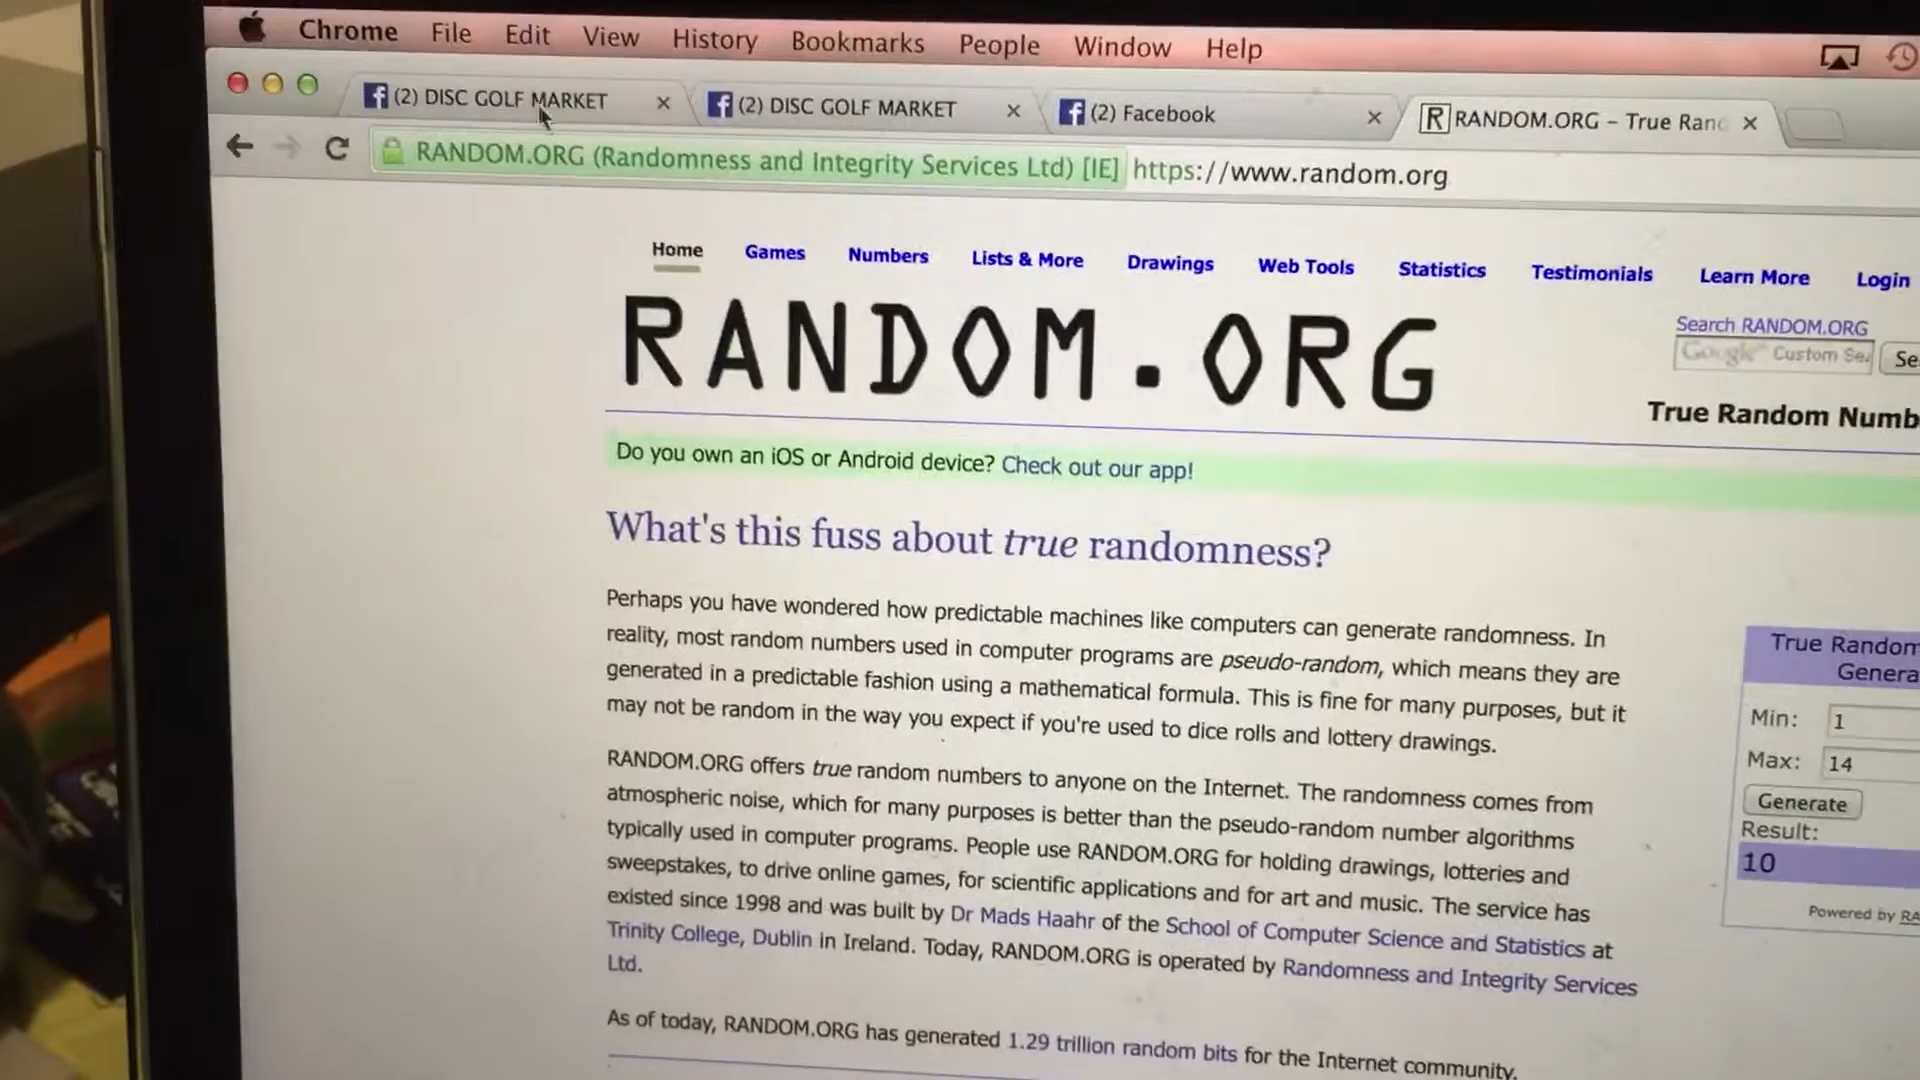 Chrome File Edit View History Bookmarks People Window Help
(2) DISC GOLF MARKET
(2) DISC GOLF MARKET
(2) Facebook
RANDOM.ORG – True Ranc
RANDOM.ORG (Randomness and Integrity Services Ltd) [IE] https://www.random.org
Home Games Numbers Lists & More Drawings Web Tools Statistics Testimonials Learn More Login
RANDOM.ORG
Search RANDOM.ORG
Google Custom Sea
Se
True Random Numb
Do you own an iOS or Android device? Check out our app!
What's this fuss about true randomness?
Perhaps you have wondered how predictable machines like computers can generate randomness. In
reality, most random numbers used in computer programs are pseudo-random, which means they are
generated in a predictable fashion using a mathematical formula. This is fine for many purposes, but it
may not be random in the way you expect if you're used to dice rolls and lottery drawings.
RANDOM.ORG offers true random numbers to anyone on the Internet. The randomness comes from
atmospheric noise, which for many purposes is better than the pseudo-random number algorithms
typically used in computer programs. People use RANDOM.ORG for holding drawings, lotteries and
sweepstakes, to drive online games, for scientific applications and for art and music. The service has
existed since 1998 and was built by Dr Mads Haahr of the School of Computer Science and Statistics at
Trinity College, Dublin in Ireland. Today, RANDOM.ORG is operated by Randomness and Integrity Services
Ltd.
As of today, RANDOM.ORG has generated 1.29 trillion random bits for the Internet community.
True Random
Genera
Min: 1
Max: 14
Generate
Result:
10
Powered by RA